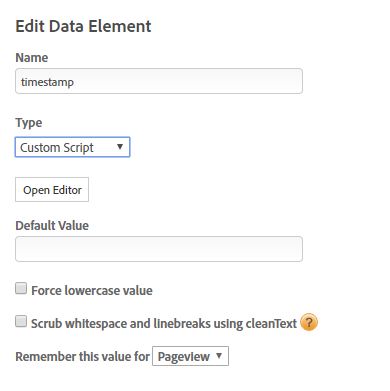 Edit Data Element
Name
timestamp
Type
Custom Script
Open Editor
Default Value
Force lowercase value
Scrub whitespace and linebreaks using cleanText ?
Remember this value for Pageview